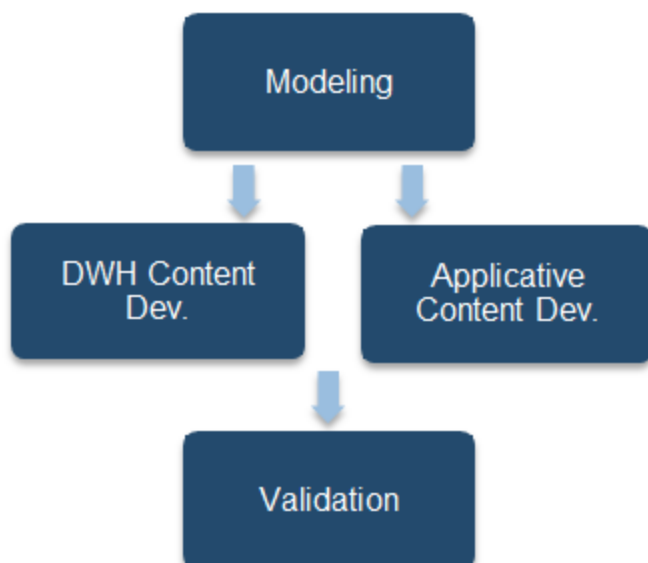 Modeling
DWH Content
Dev.
Applicative
Content Dev.
Validation